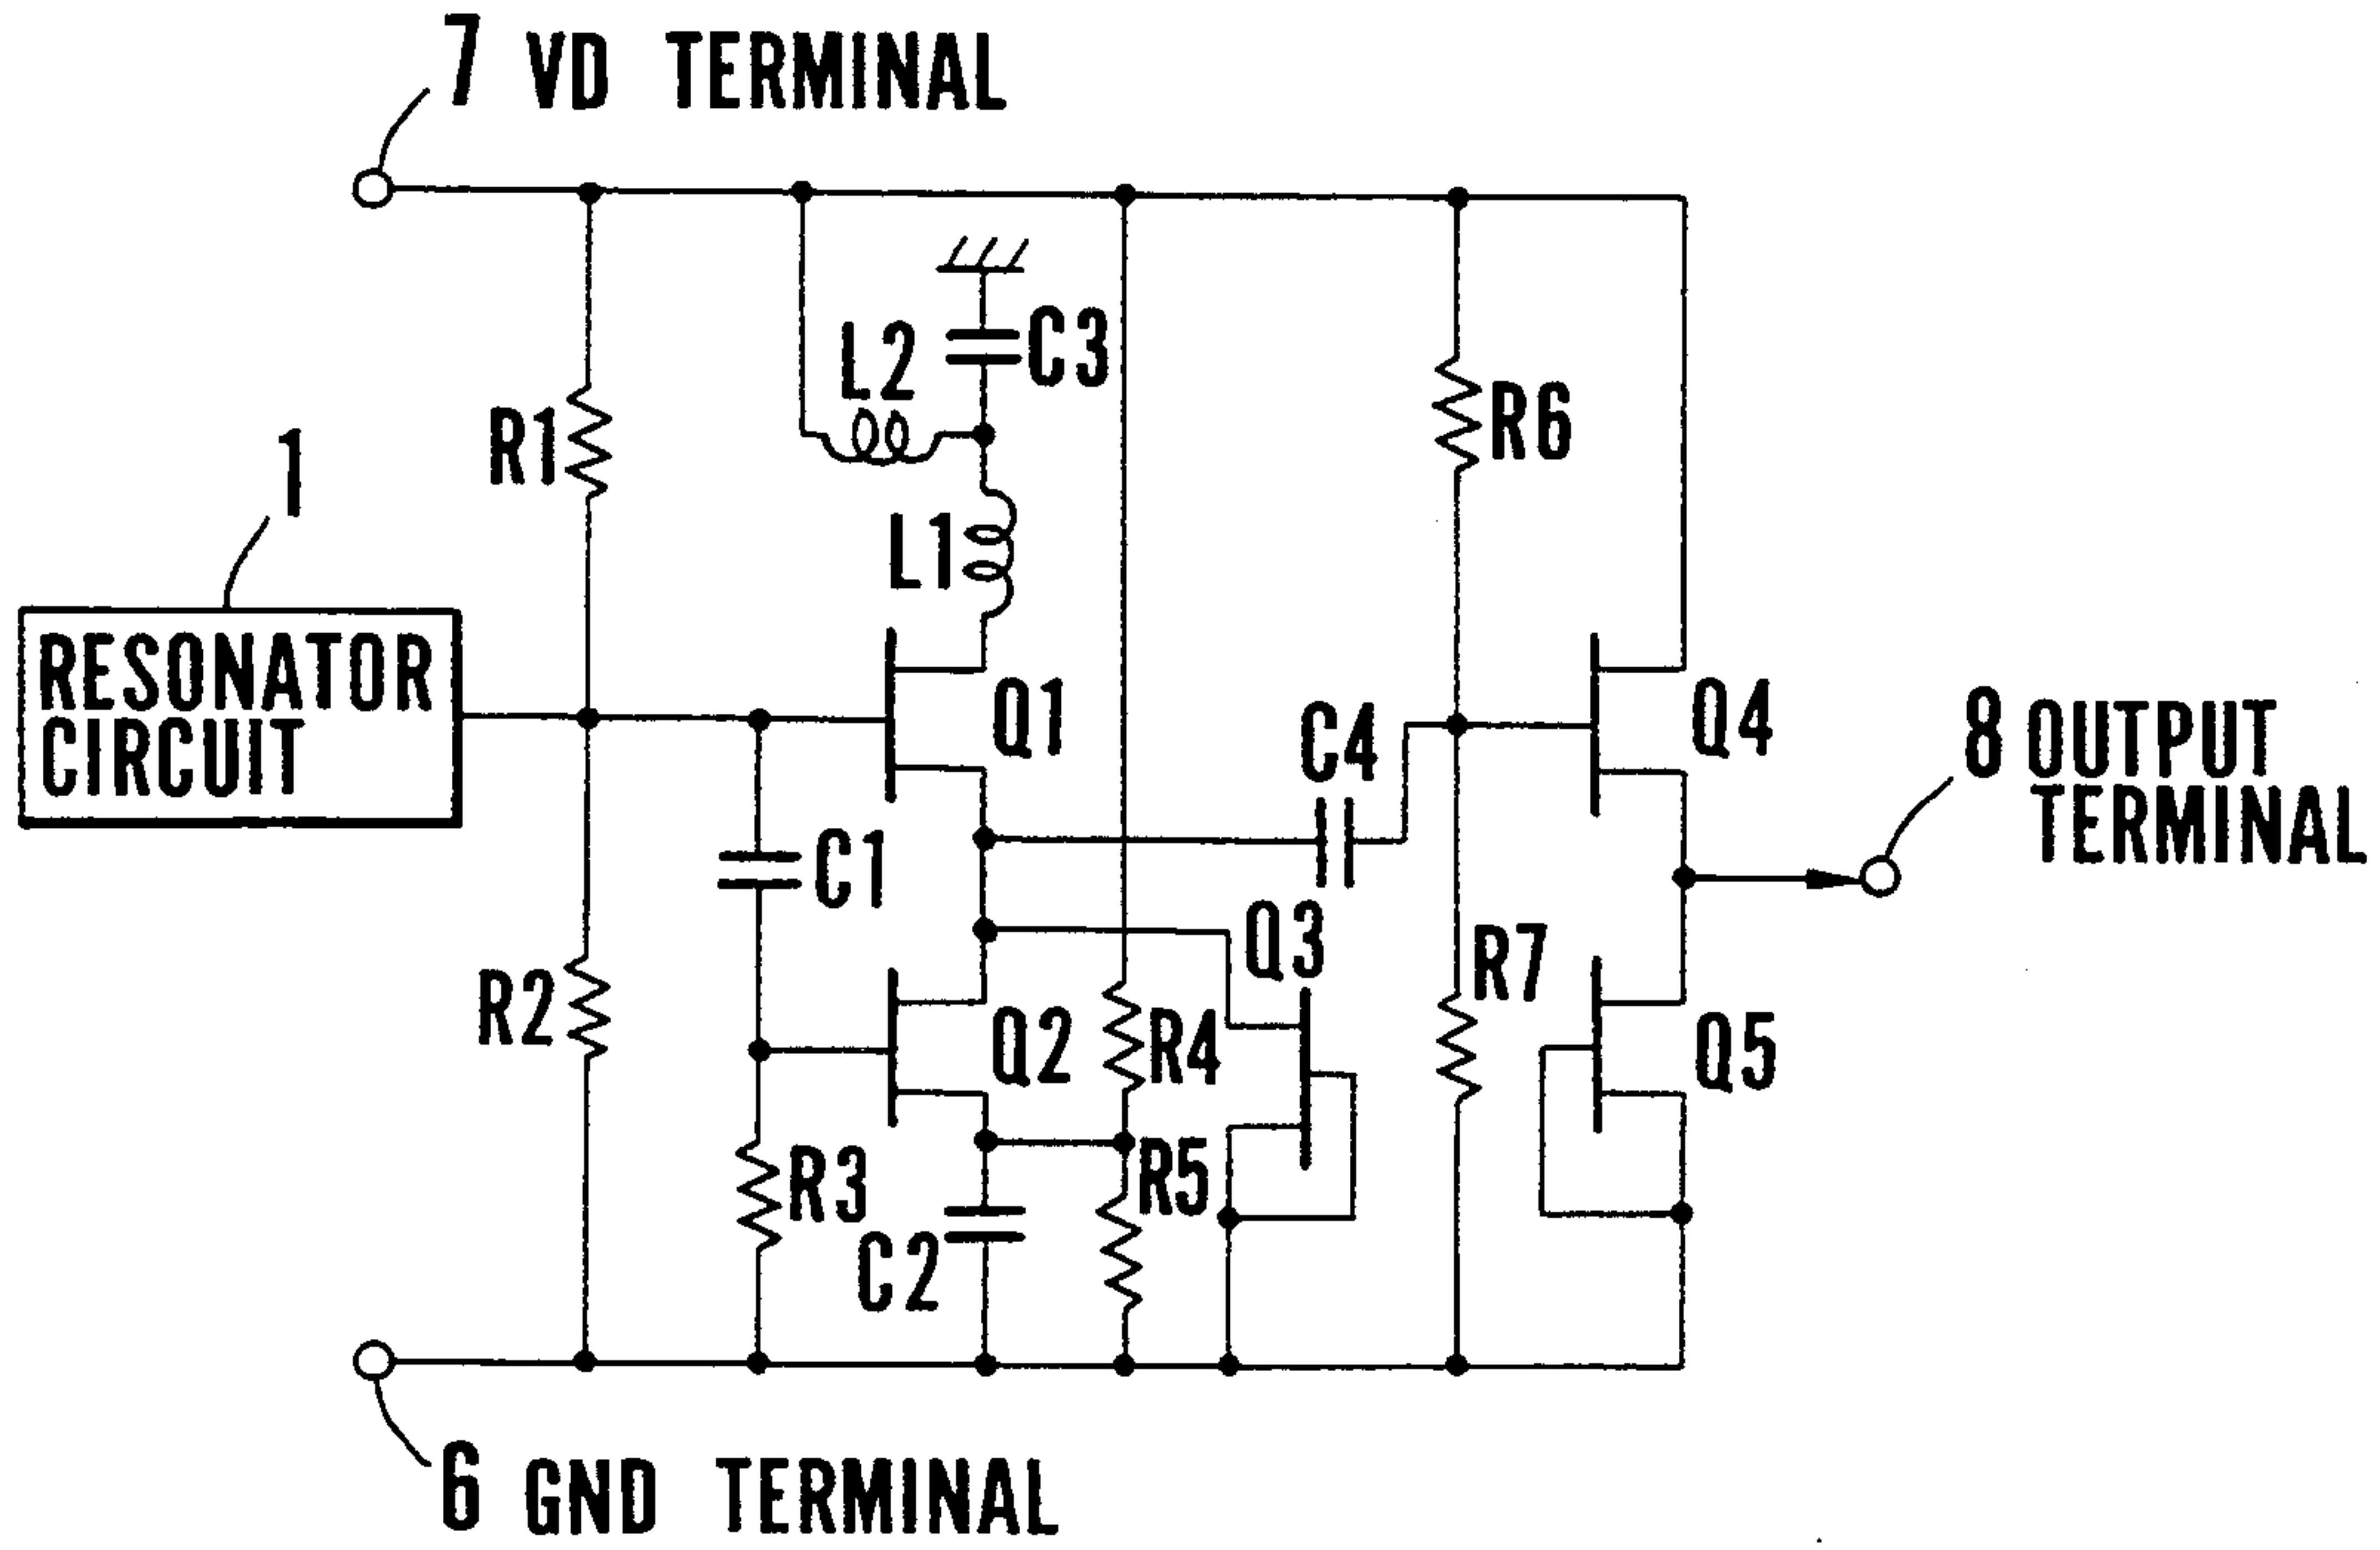 7 VD TERMINAL
C3
L2
R1
R6
1
L1
RESONATOR
CIRCUIT
Q1
C4
Q4
8 OUTPUT
TERMINAL
C1
Q3
R7
R2
Q2
R4
Q5
R3
R5
C2
6 GND TERMINAL